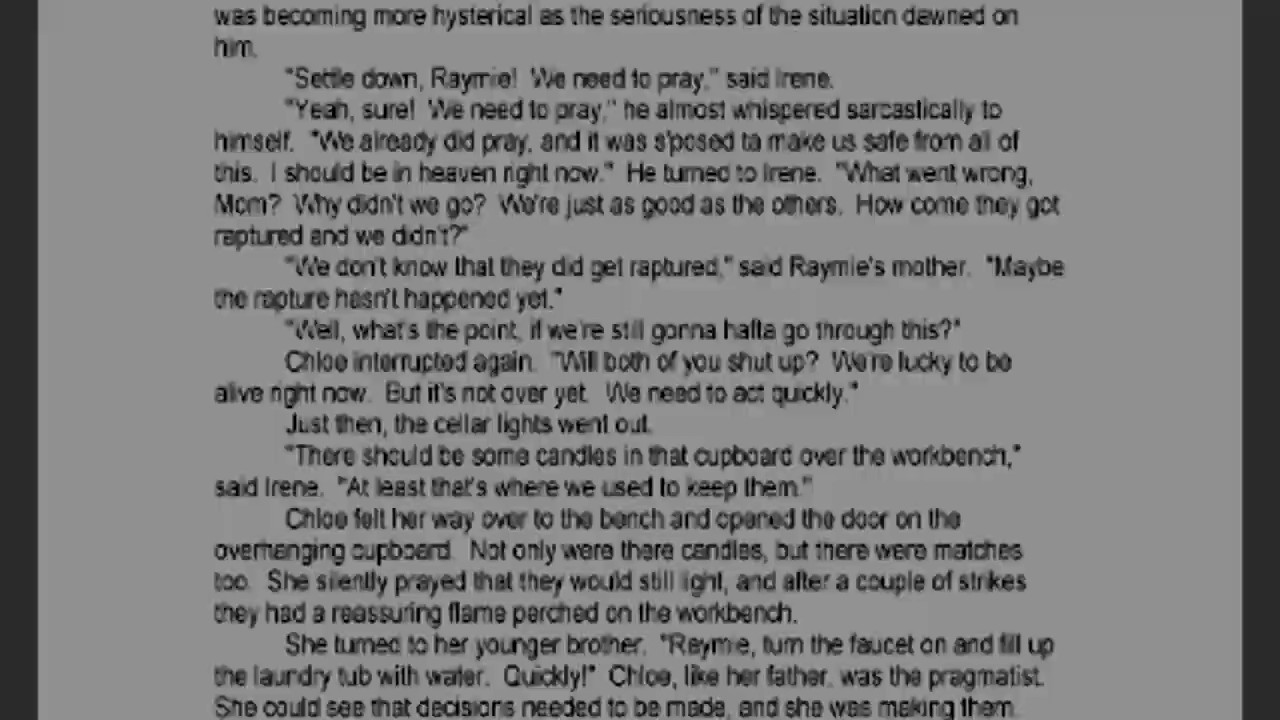 was becoming more hysterical as the seriousness of the situation dawned on
him.
"Settle down, Raymie!  We need to pray," said Irene.
"Yeah, sure!  We need to pray," he almost whispered sarcastically to
himself.  "We already did pray, and it was s'posed ta make us safe from all of
this.  I should be in heaven right now."  He turned to Irene.  "What went wrong,
Mom?  Why didn't we go?  We're just as good as the others.  How come they got
raptured and we didn't?"
"We don't know that they did get raptured," said Raymie's mother.  "Maybe
the rapture hasn't happened yet."
"Well, what's the point, if we're still gonna hafta go through this?"
Chloe interrupted again.  "Will both of you shut up?  We're lucky to be
alive right now.  But it's not over yet.  We need to act quickly."
Just then, the cellar lights went out.
"There should be some candles in that cupboard over the workbench,"
said Irene.  "At least that's where we used to keep them."
Chloe felt her way over to the bench and opened the door on the
overhanging cupboard.  Not only were there candles, but there were matches
too.  She silently prayed that they would still light, and after a couple of strikes
they had a reassuring flame perched on the workbench.
She turned to her younger brother.  "Raymie, turn the faucet on and fill up
the laundry tub with water.  Quickly!"  Chloe, like her father, was the pragmatist.
She could see that decisions needed to be made, and she was making them.